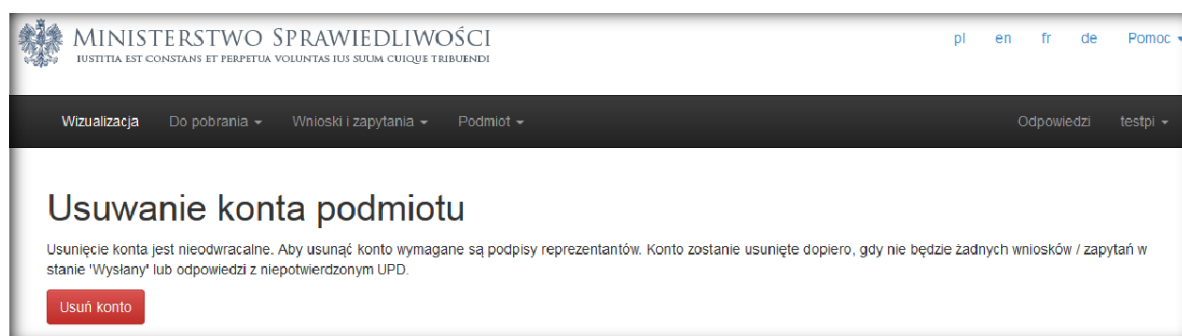 MINISTERSTWO SPRAWIEDLIWOŚCI
IUSTITIA EST CONSTANS ET PERPETUA VOLUNTAS IUS SUUM CUIQUE TRIBUENDI
pl en fr de Pomoc
Wizualizacja Do pobrania Wnioski i zapytania Podmiot Odpowiedzi testpi
Usuwanie konta podmiotu
Usunięcie konta jest nieodwracalne. Aby usunąć konto wymagane są podpisy reprezentantów. Konto zostanie usunięte dopiero, gdy nie będzie żadnych wniosków / zapytań w
stanie 'Wysłany' lub odpowiedzi z niepotwierdzonym UPD.
Usuń konto